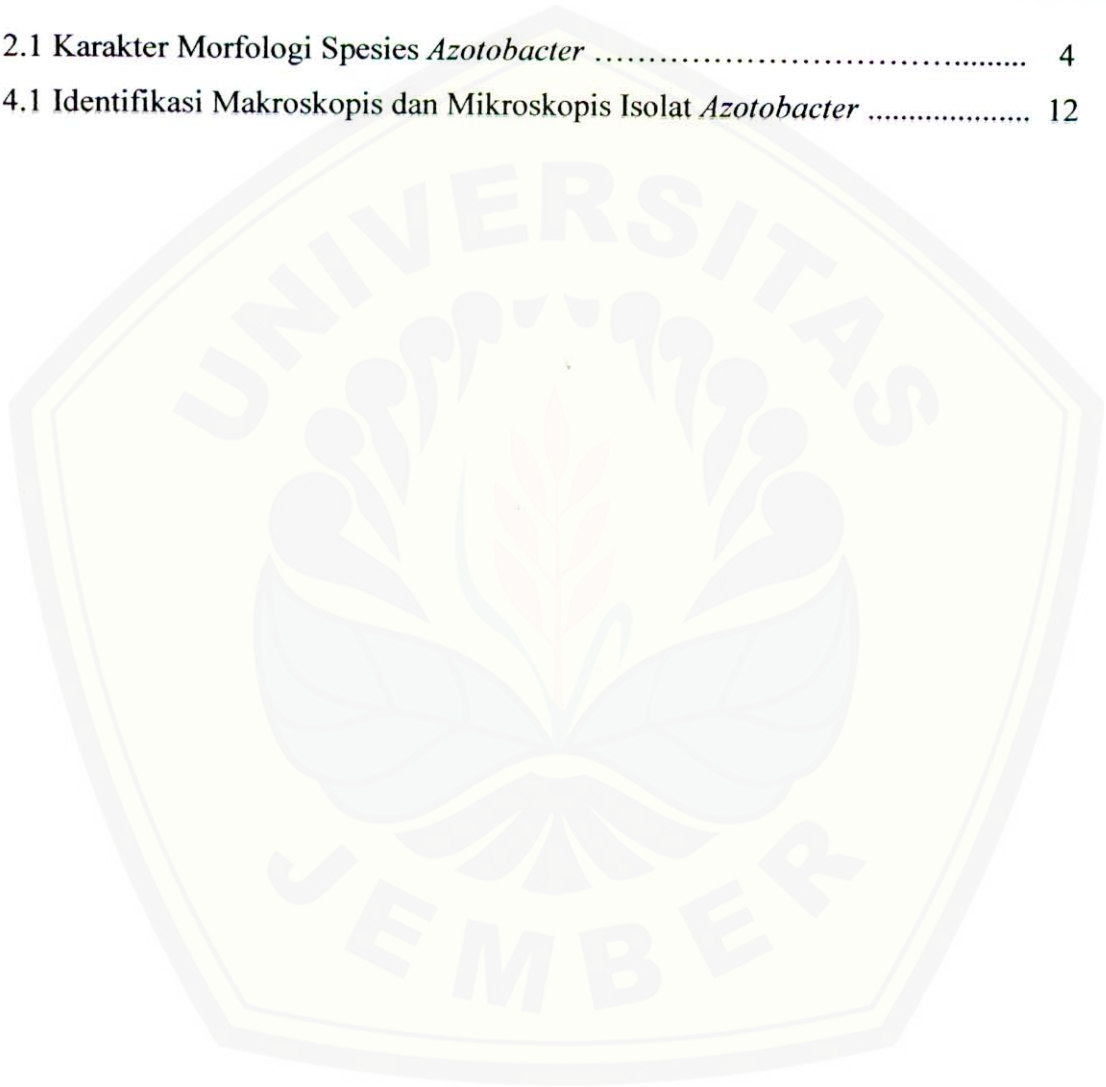 2.1 Karakter Morfologi Spesies Azotobacter ............................................. 4
4.1 Identifikasi Makroskopis dan Mikroskopis Isolat Azotobacter .................... 12
UNIVERSITAS
JEMBER